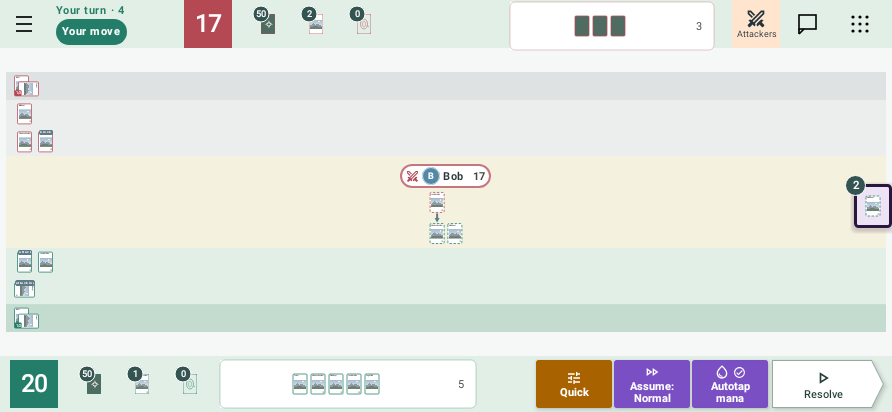 Your turn · 4
Your move
17
50
2
0
3
Attackers
B Bob 17
2
20
50
1
0
5
Quick
Assume:
Normal
Autotap
mana
Resolve